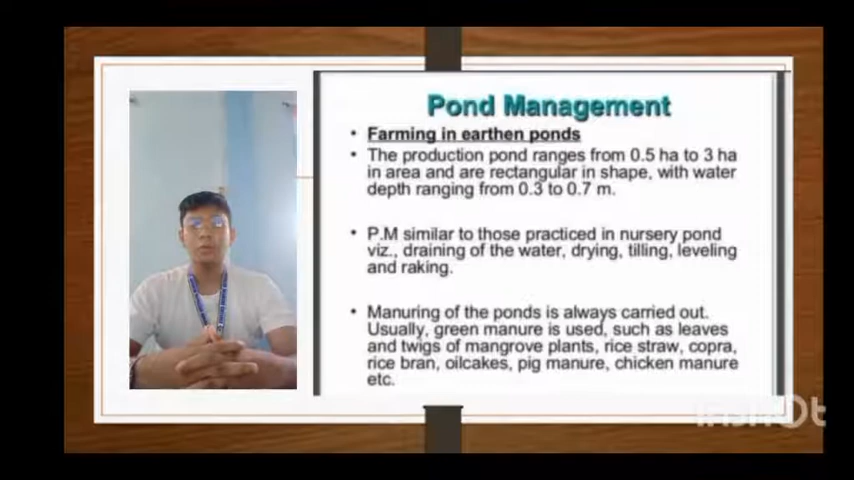 Pond Management
• Farming in earthen ponds
• The production pond ranges from 0.5 ha to 3 ha
in area and are rectangular in shape, with water
depth ranging from 0.3 to 0.7 m.
• P.M similar to those practiced in nursery pond
viz., draining of the water, drying, tilling, leveling
and raking.
• Manuring of the ponds is always carried out.
Usually, green manure is used, such as leaves
and twigs of mangrove plants, rice straw, copra,
rice bran, oilcakes, pig manure, chicken manure
etc.
InShOt